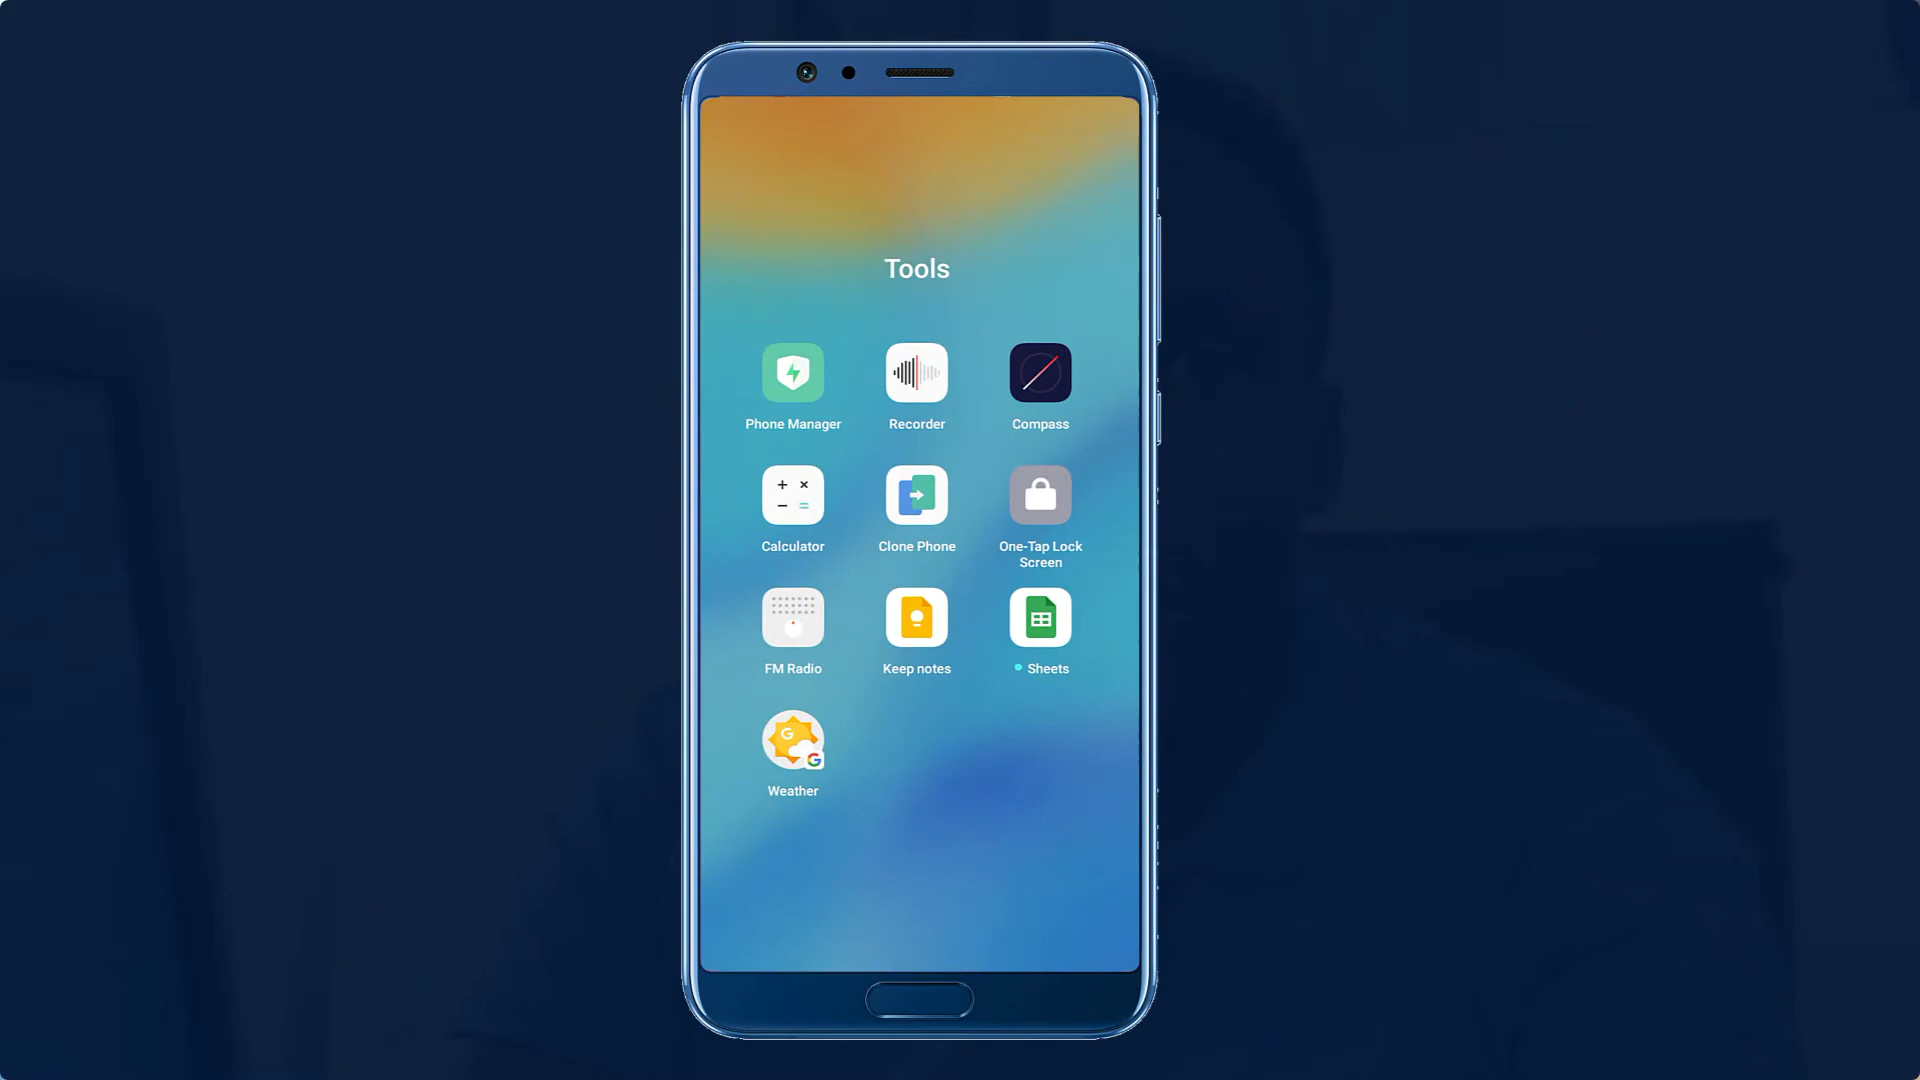 Tools
Phone Manager
Recorder
Compass
Calculator
Clone Phone
One-Tap Lock
Screen
FM Radio
Keep notes
Sheets
Weather